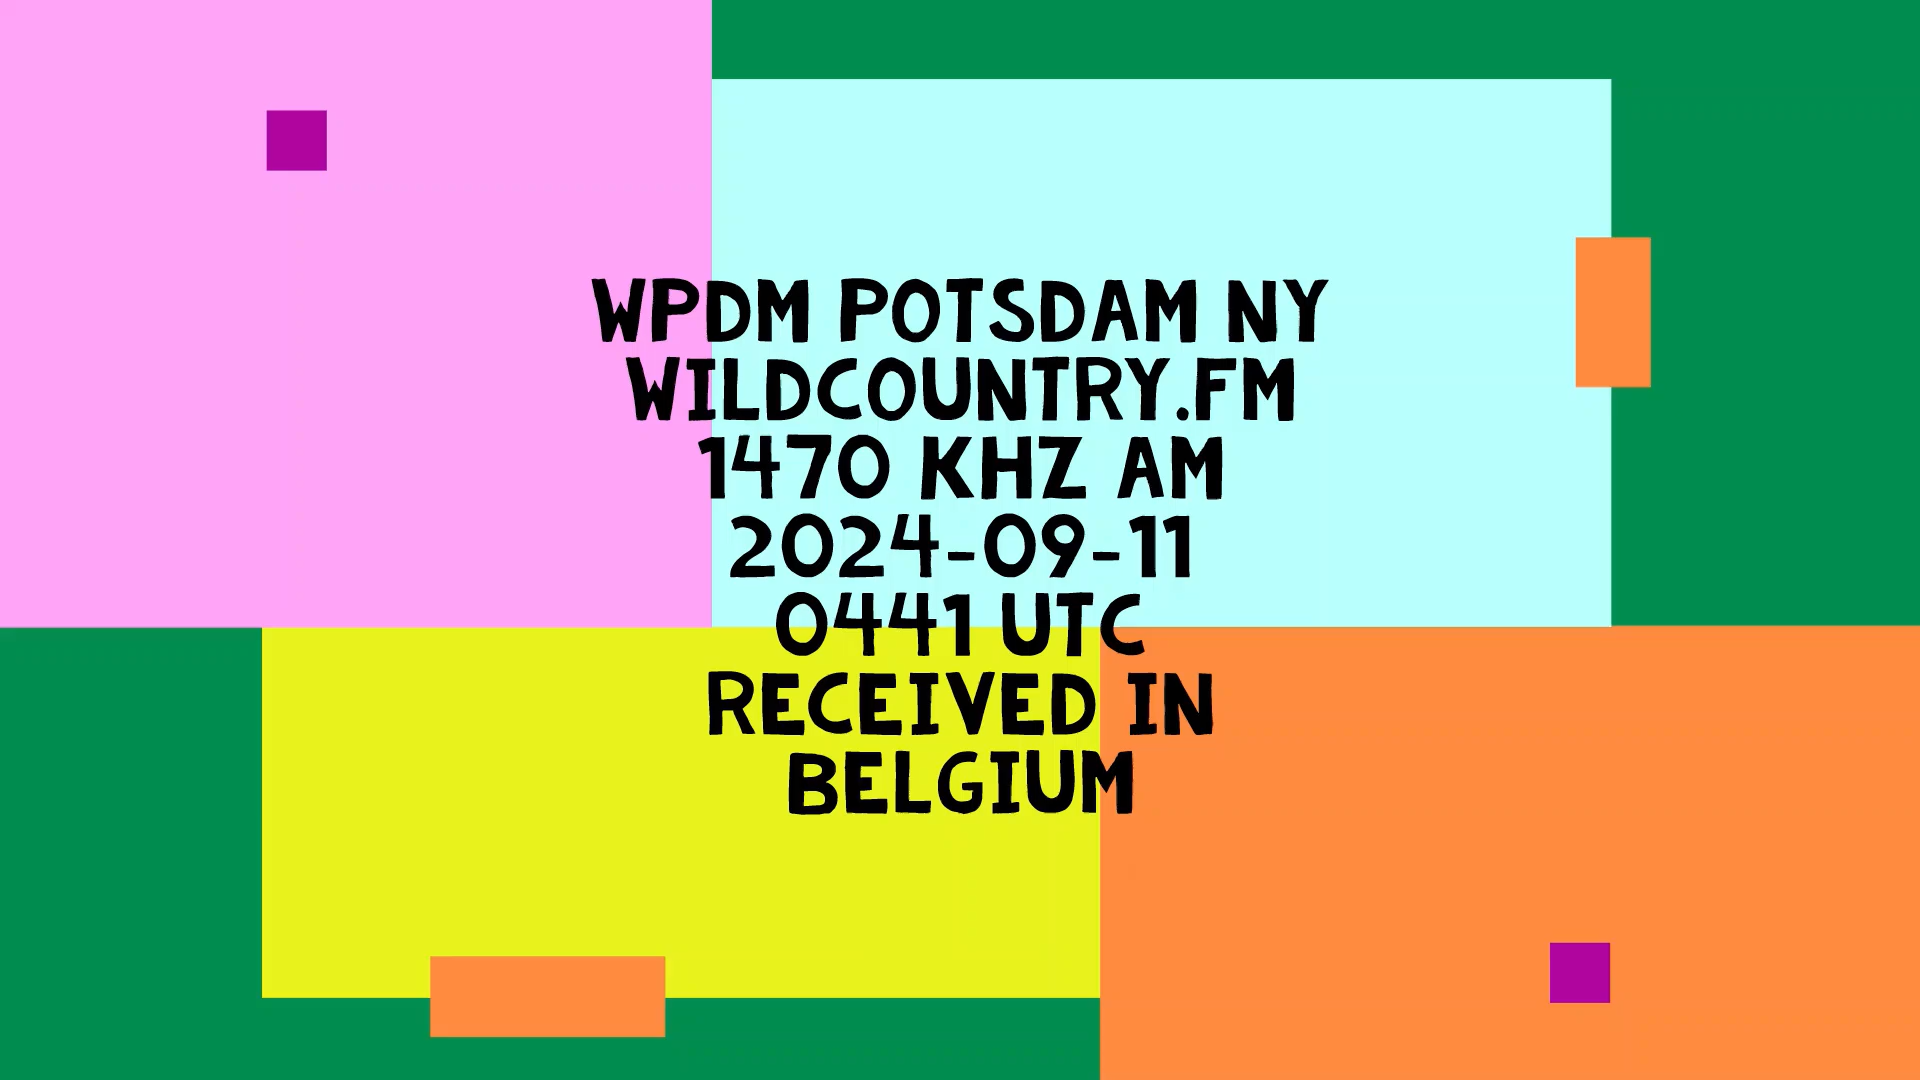 WPDM POTSDAM NY
WILDCOUNTRY.FM
1470 KHZ AM
2024-09-11
0441 UTC
RECEIVED IN
BELGIUM